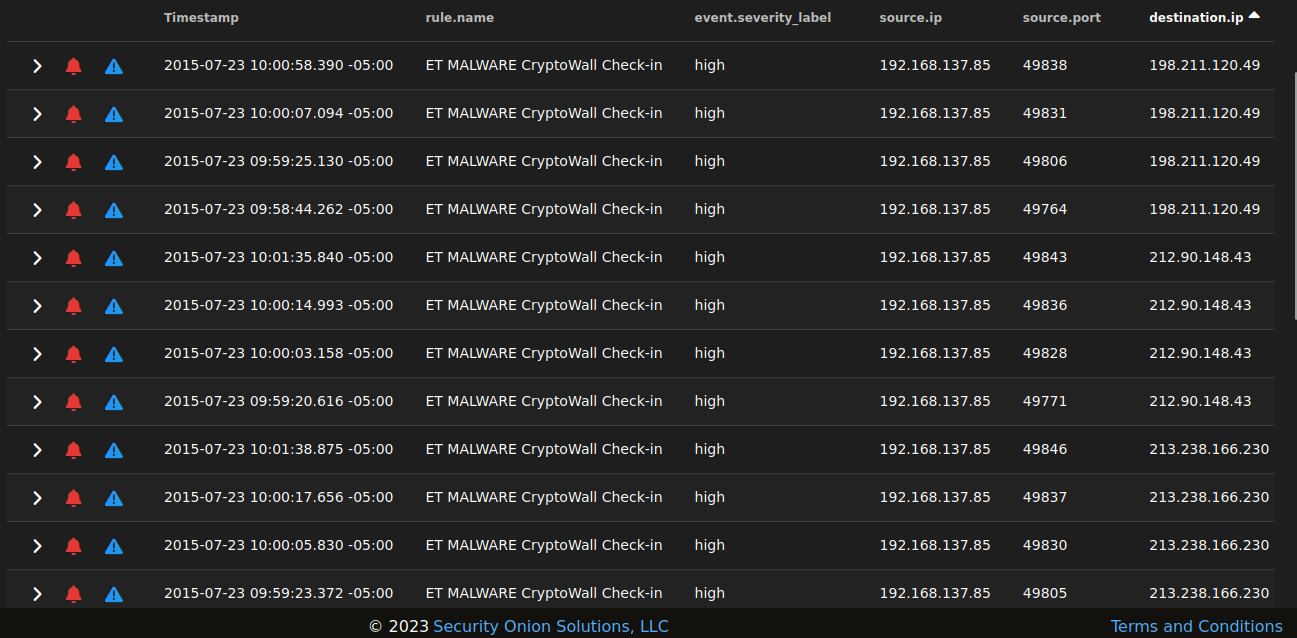 Timestamp rule.name event.severity_label source.ip source.port destination.ip
2015-07-23 10:00:58.390 -05:00 ET MALWARE CryptoWall Check-in high 192.168.137.85 49838 198.211.120.49
2015-07-23 10:00:07.094 -05:00 ET MALWARE CryptoWall Check-in high 192.168.137.85 49831 198.211.120.49
2015-07-23 09:59:25.130 -05:00 ET MALWARE CryptoWall Check-in high 192.168.137.85 49806 198.211.120.49
2015-07-23 09:58:44.262 -05:00 ET MALWARE CryptoWall Check-in high 192.168.137.85 49764 198.211.120.49
2015-07-23 10:01:35.840 -05:00 ET MALWARE CryptoWall Check-in high 192.168.137.85 49843 212.90.148.43
2015-07-23 10:00:14.993 -05:00 ET MALWARE CryptoWall Check-in high 192.168.137.85 49836 212.90.148.43
2015-07-23 10:00:03.158 -05:00 ET MALWARE CryptoWall Check-in high 192.168.137.85 49828 212.90.148.43
2015-07-23 09:59:20.616 -05:00 ET MALWARE CryptoWall Check-in high 192.168.137.85 49771 212.90.148.43
2015-07-23 10:01:38.875 -05:00 ET MALWARE CryptoWall Check-in high 192.168.137.85 49846 213.238.166.230
2015-07-23 10:00:17.656 -05:00 ET MALWARE CryptoWall Check-in high 192.168.137.85 49837 213.238.166.230
2015-07-23 10:00:05.830 -05:00 ET MALWARE CryptoWall Check-in high 192.168.137.85 49830 213.238.166.230
2015-07-23 09:59:23.372 -05:00 ET MALWARE CryptoWall Check-in high 192.168.137.85 49805 213.238.166.230
© 2023 Security Onion Solutions, LLC Terms and Conditions